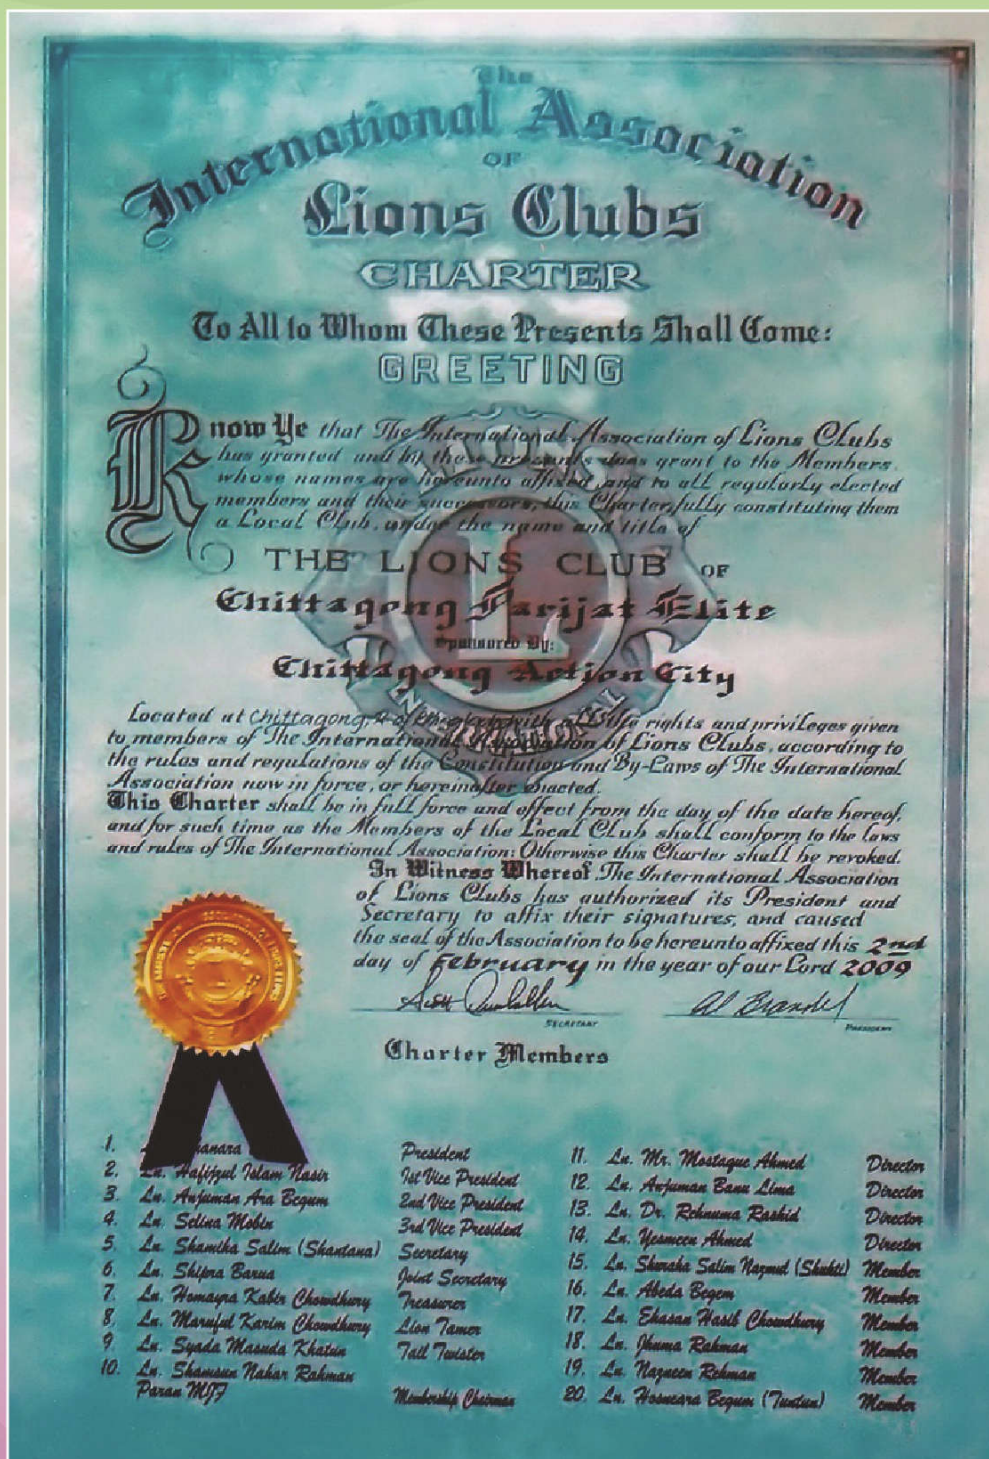 The
International Association
OF
Lions Clubs
CHARTER
To All to Whom These Presents Shall Come:
GREETING
Know Ye that The International Association of Lions Clubs
has granted and by these presents does grant to the Members,
whose names are hereunto affixed, and to all regularly elected
members and their successors, this Charter, fully constituting them
a Local Club, under the name and title of
THE LIONS CLUB OF
Chittagong Parijat Elite
Sponsored By:
Chittagong Action City
Located at Chittagong, with all the rights and privileges given
to members of The International Association of Lions Clubs, according to
the rules and regulations of the Constitution and By-Laws of The International
Association now in force, or hereinafter enacted.
This Charter shall be in full force and effect from the day of the date hereof,
and for such time as the Members of the Local Club shall conform to the laws
and rules of The International Association: Otherwise this Charter shall be revoked.
In Witness Whereof The International Association
of Lions Clubs has authorized its President and
Secretary to affix their signatures, and caused
the seal of the Association to be hereunto affixed this 2nd
day of February in the year of our Lord 2009
Al Brandel
SECRETARY
PRESIDENT
Charter Members
1. President
2. Ln. Hafijzul Islam Nasir 1st Vice President
3. Ln. Anjuman Ara Begum 2nd Vice President
4. Ln. Selina Mobin 3rd Vice President
5. Ln. Shamika Salim (Shantana) Secretary
6. Ln. Shipra Barua Joint Secretary
7. Ln. Homayra Kabir Chowdhury Treasurer
8. Ln. Maruful Karim Chowdhury Lion Tamer
9. Ln. Syada Masuda Khatun Tail Twister
10. Ln. Shamsun Nahar Rahman
Paran MJF Membership Chairman
11. Ln. Mr. Mostaque Ahmed Director
12. Ln. Anjuman Banu Lima Director
13. Ln. Dr. Rehnuma Rashid Director
14. Ln. Yesmeen Ahmed Director
15. Ln. Shuraha Salim Nazmul (Shukti) Member
16. Ln. Abeda Begem Member
17. Ln. Ehasan Hasib Chowdhury Member
18. Ln. Jhuma Rahman Member
19. Ln. Nazneen Rehman Member
20. Ln. Hosneara Begum (Tuntun) Member